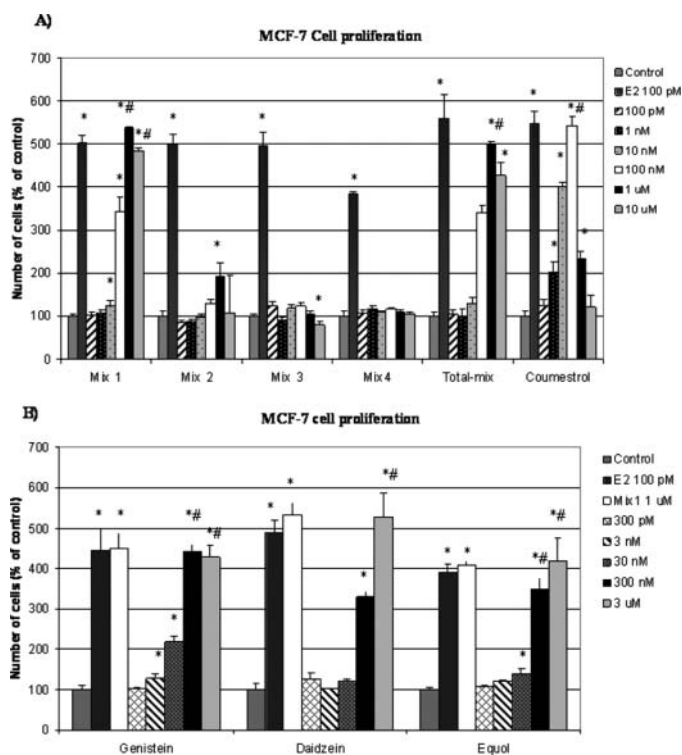 A)
MCF-7 Cell proliferation
Number of cells (% of control)
700
600
500
400
300
200
100
0
* * # * # * *
* *
* *
*
* * # *
* * * * # *
Mix 1 Mix 2 Mix 3 Mix4 Total-mix Coumestrol
Control
E2 100 pM
100 pM
1 nM
10 nM
100 nM
1 uM
10 uM
B)
MCF-7 cell proliferation
Number of cells (% of control)
700
600
500
400
300
200
100
0
* * * * *# *#
* * * *#
* * * *# *#
Genistein Daidzein Equol
Control
E2 100 pM
Mix1 1 uM
300 pM
3 nM
30 nM
300 nM
3 uM